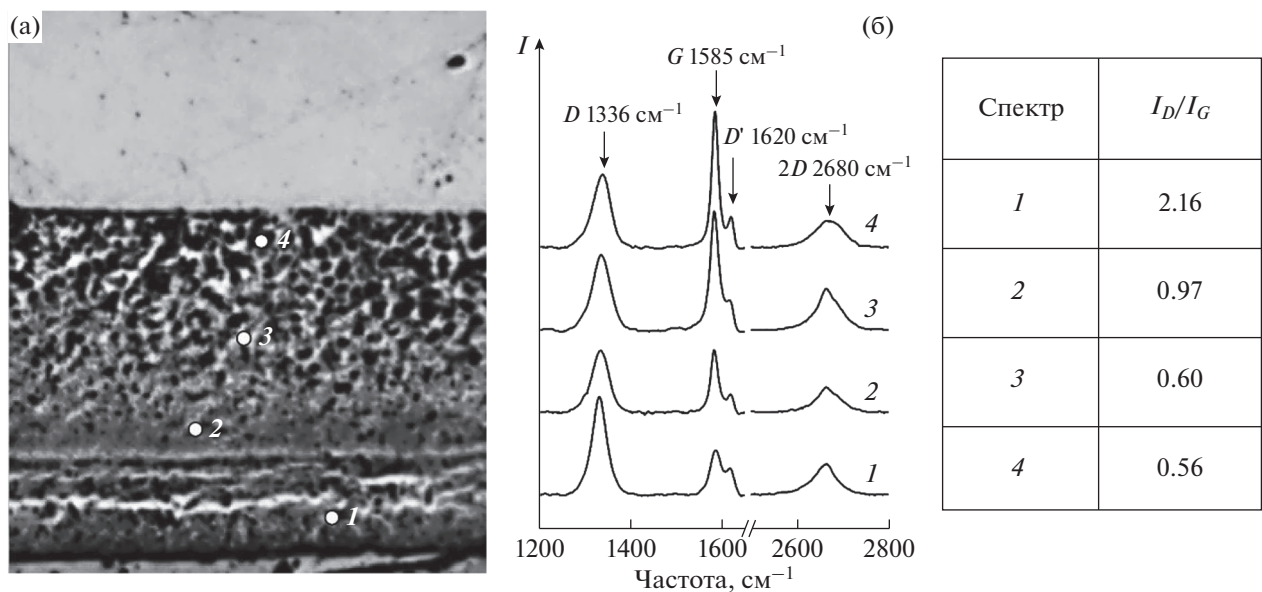 (а)
4
3
2
1
I
(б)
G 1585 см⁻¹
D 1336 см⁻¹
D' 1620 см⁻¹
2D 2680 см⁻¹
4
3
2
1
1200 1400 1600 2600 2800
Частота, см⁻¹
Спектр I_D/I_G
1 2.16
2 0.97
3 0.60
4 0.56